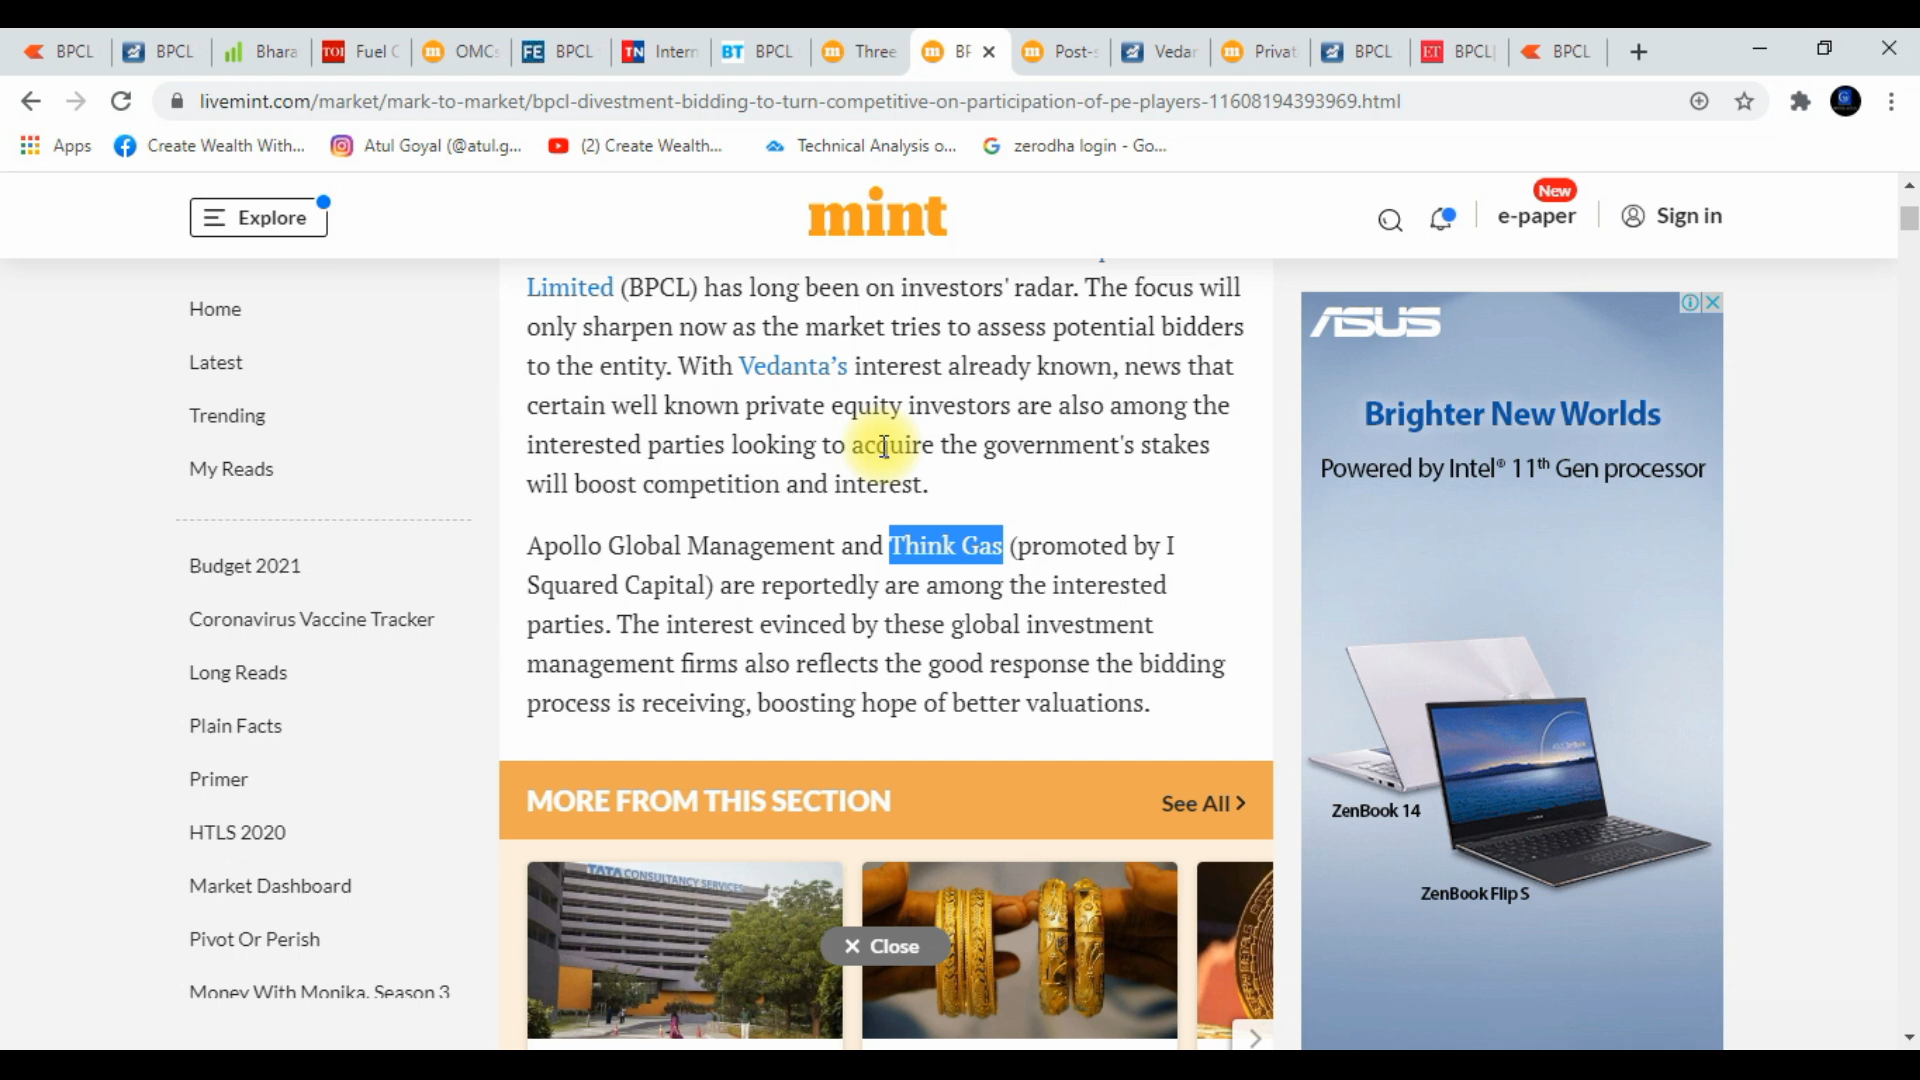 BPCL
BPCL
Bhara
TOI Fuel C
OMC
FE BPCL
TN Intern
BT BPCL
Three
BF
Post-s
Vedar
Privat
BPCL
ET BPCL|
BPCL
livemint.com/market/mark-to-market/bpcl-divestment-bidding-to-turn-competitive-on-participation-of-pe-players-11608194393969.html
Apps
Create Wealth With...
Atul Goyal (@atul.g...
(2) Create Wealth...
Technical Analysis o...
zerodha login - Go...
Explore
mint
New
e-paper
Sign in
Home
Latest
Trending
My Reads
Budget 2021
Coronavirus Vaccine Tracker
Long Reads
Plain Facts
Primer
HTLS 2020
Market Dashboard
Pivot Or Perish
Money With Monika. Season 3
Limited (BPCL) has long been on investors' radar. The focus will
only sharpen now as the market tries to assess potential bidders
to the entity. With Vedanta’s interest already known, news that
certain well known private equity investors are also among the
interested parties looking to acquire the government's stakes
will boost competition and interest.
Apollo Global Management and Think Gas (promoted by I
Squared Capital) are reportedly are among the interested
parties. The interest evinced by these global investment
management firms also reflects the good response the bidding
process is receiving, boosting hope of better valuations.
MORE FROM THIS SECTION
See All >
TATA CONSULTANCY SERVICES
Close
ASUS
Brighter New Worlds
Powered by Intel® 11th Gen processor
ZenBook 14
ZenBook Flip S